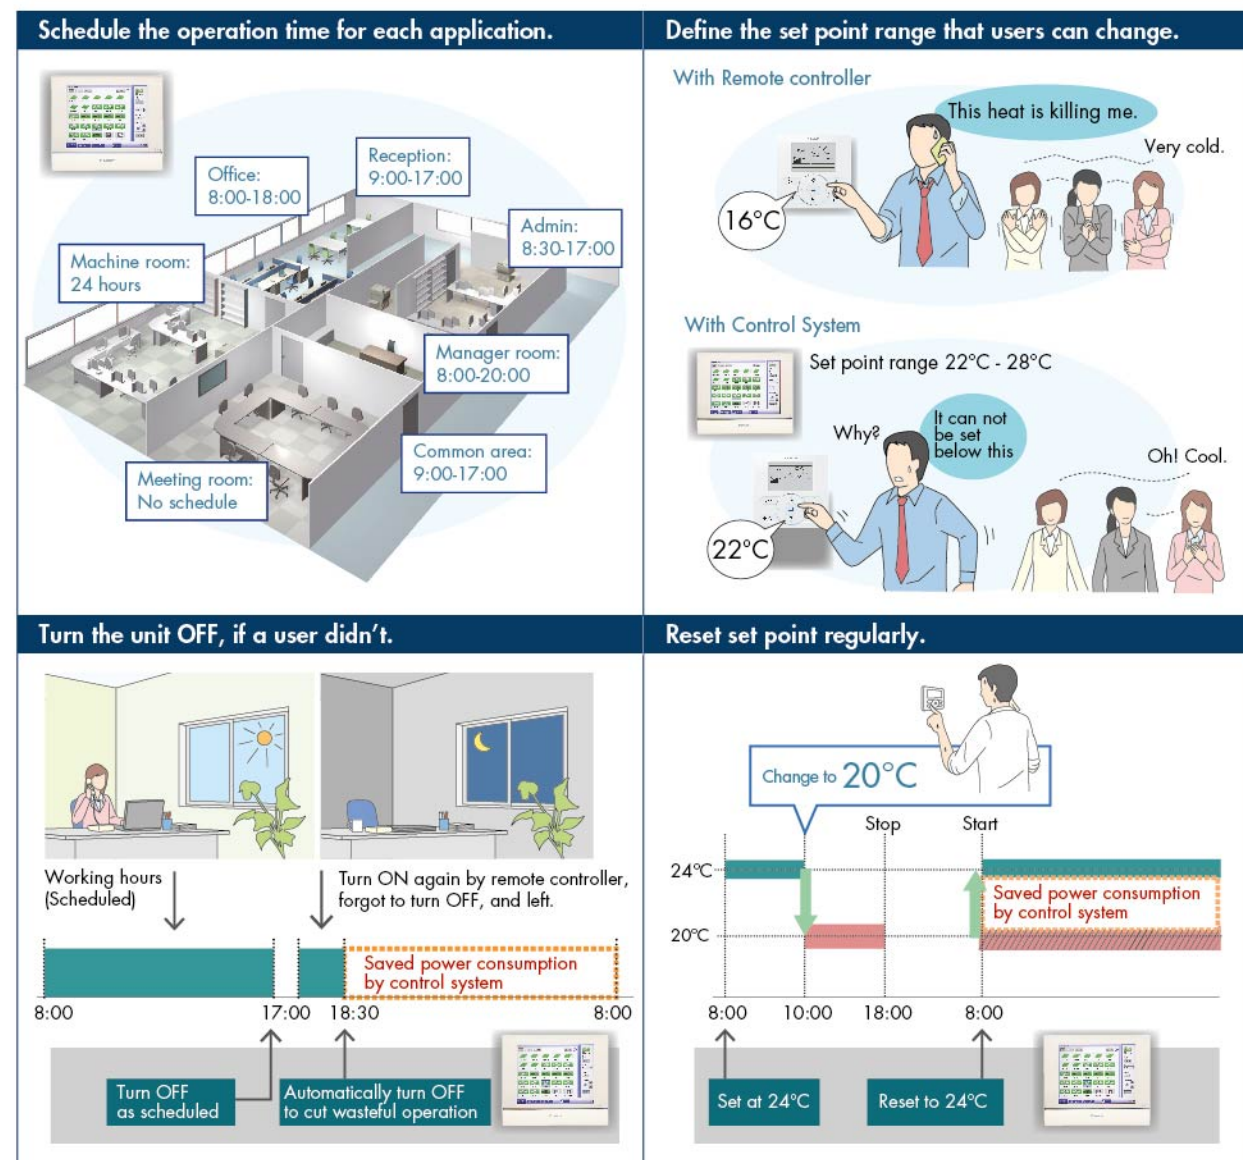 Schedule the operation time for each application.
Office:
8:00-18:00
Reception:
9:00-17:00
Admin:
8:30-17:00
Machine room:
24 hours
Manager room:
8:00-20:00
Common area:
9:00-17:00
Meeting room:
No schedule
Define the set point range that users can change.
With Remote controller
This heat is killing me.
Very cold.
16°C
With Control System
Set point range 22°C - 28°C
Why?
It can not
be set
below this
Oh! Cool.
22°C
Turn the unit OFF, if a user didn't.
Working hours
(Scheduled)
Turn ON again by remote controller,
forgot to turn OFF, and left.
Saved power consumption
by control system
8:00
17:00
18:30
8:00
Turn OFF
as scheduled
Automatically turn OFF
to cut wasteful operation
Reset set point regularly.
Change to 20°C
Stop
Start
24°C
Saved power consumption
by control system
20°C
8:00
10:00
18:00
8:00
Set at 24°C
Reset to 24°C